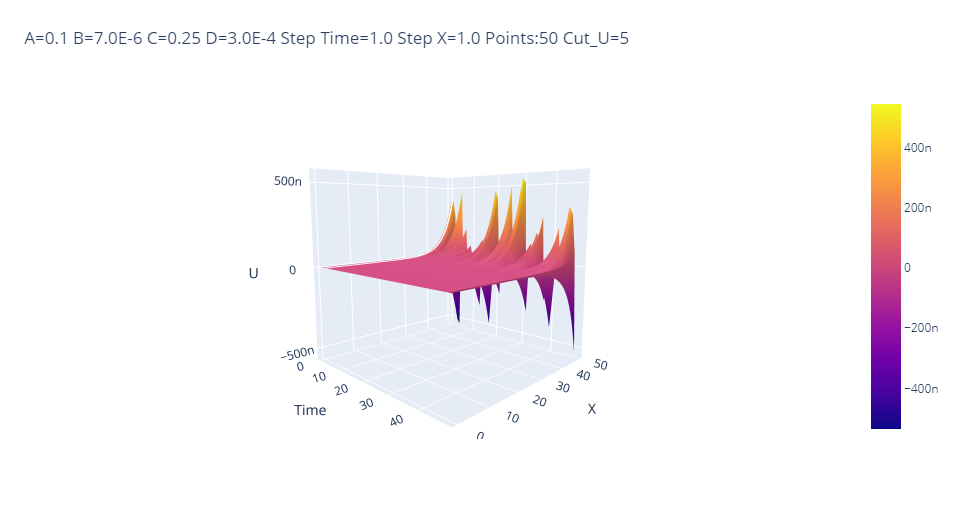 A=0.1 B=7.0E-6 C=0.25 D=3.0E-4 Step Time=1.0 Step X=1.0 Points:50 Cut_U=5
500n
0
−500n
U
0
10
20
30
40
Time
0
10
20
30
40
50
X
400n
200n
0
−200n
−400n